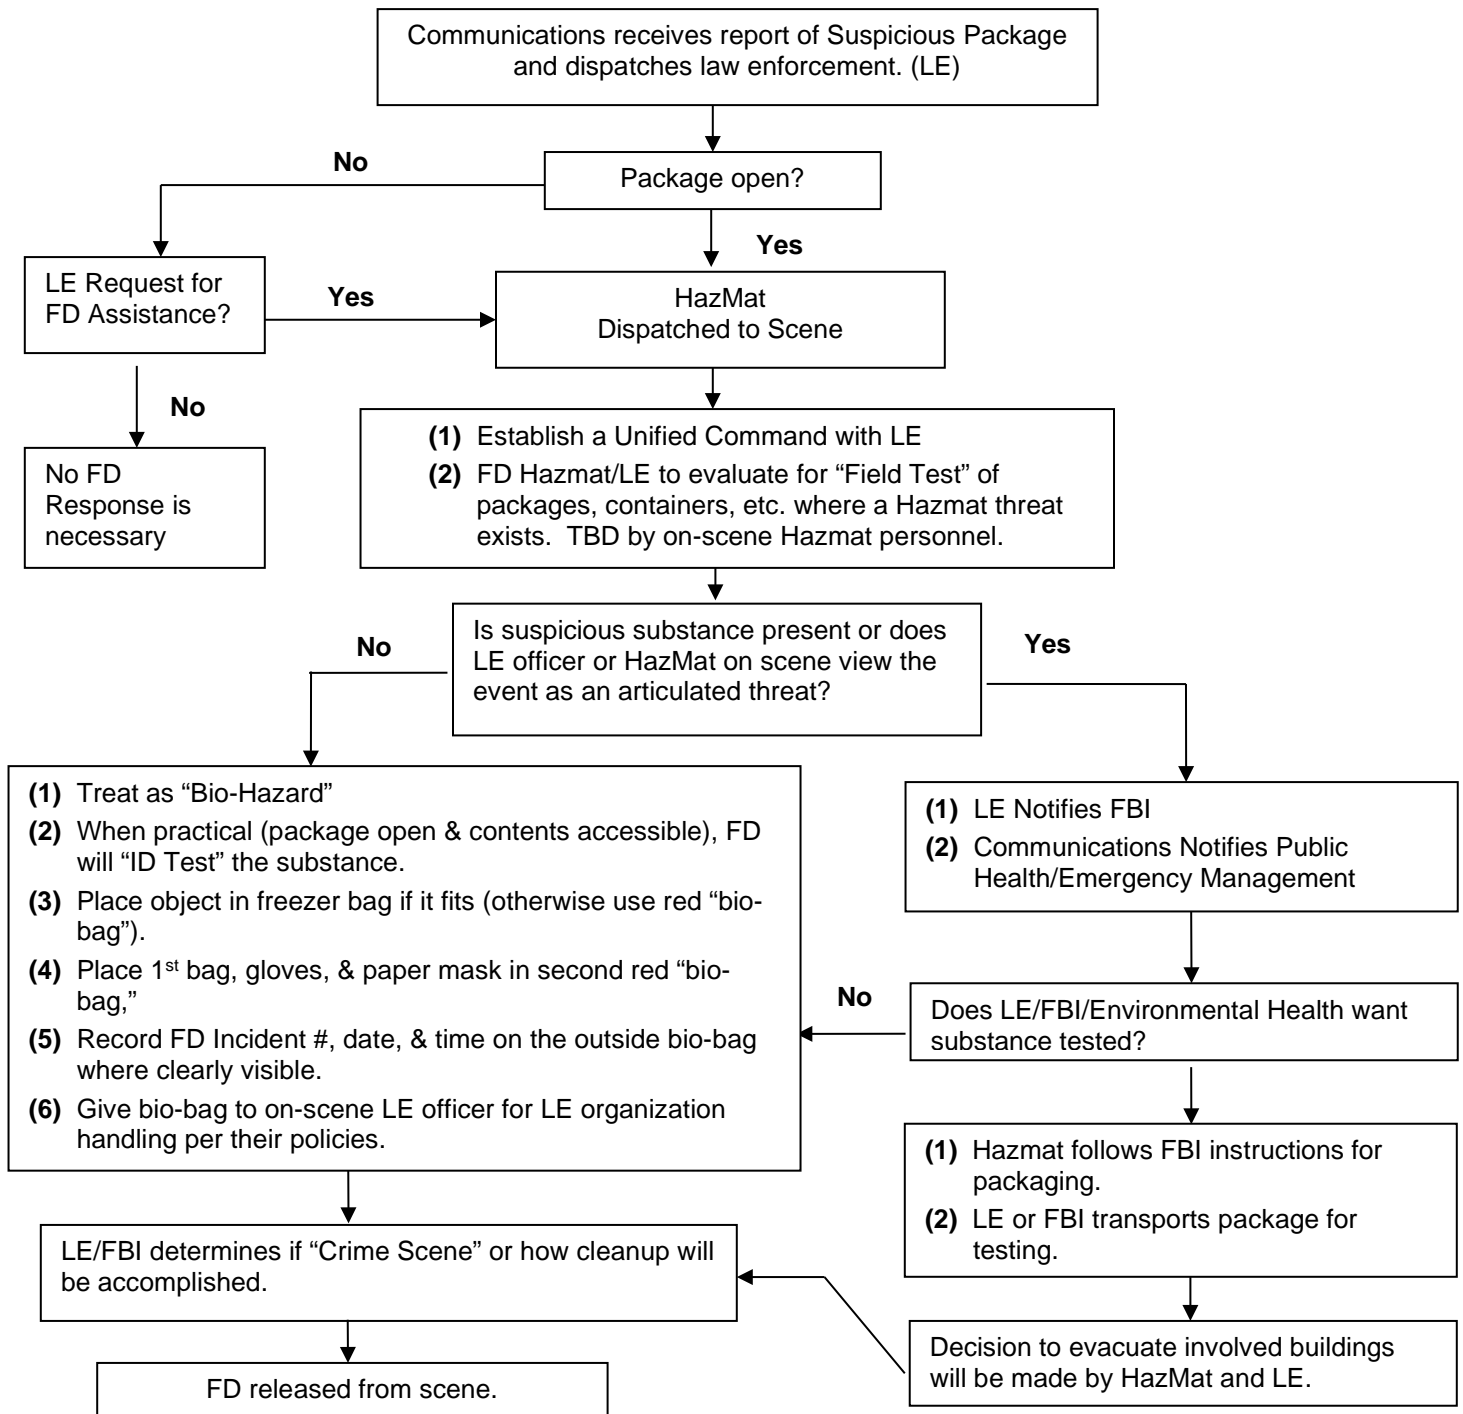 Communications receives report of Suspicious Package
and dispatches law enforcement. (LE)
No
Package open?
Yes
LE Request for
FD Assistance?
Yes
HazMat
Dispatched to Scene
No
No FD
Response is
necessary
(1) Establish a Unified Command with LE
(2) FD Hazmat/LE to evaluate for “Field Test” of
packages, containers, etc. where a Hazmat threat
exists.  TBD by on-scene Hazmat personnel.
Is suspicious substance present or does
LE officer or HazMat on scene view the
event as an articulated threat?
No
Yes
(1) Treat as “Bio-Hazard”
(2) When practical (package open & contents accessible), FD
will “ID Test” the substance.
(3) Place object in freezer bag if it fits (otherwise use red “bio-
bag”).
(4) Place 1st bag, gloves, & paper mask in second red “bio-
bag,”
(5) Record FD Incident #, date, & time on the outside bio-bag
where clearly visible.
(6) Give bio-bag to on-scene LE officer for LE organization
handling per their policies.
(1) LE Notifies FBI
(2) Communications Notifies Public
Health/Emergency Management
No
Does LE/FBI/Environmental Health want
substance tested?
(1) Hazmat follows FBI instructions for
packaging.
(2) LE or FBI transports package for
testing.
LE/FBI determines if “Crime Scene” or how cleanup will
be accomplished.
Decision to evacuate involved buildings
will be made by HazMat and LE.
FD released from scene.